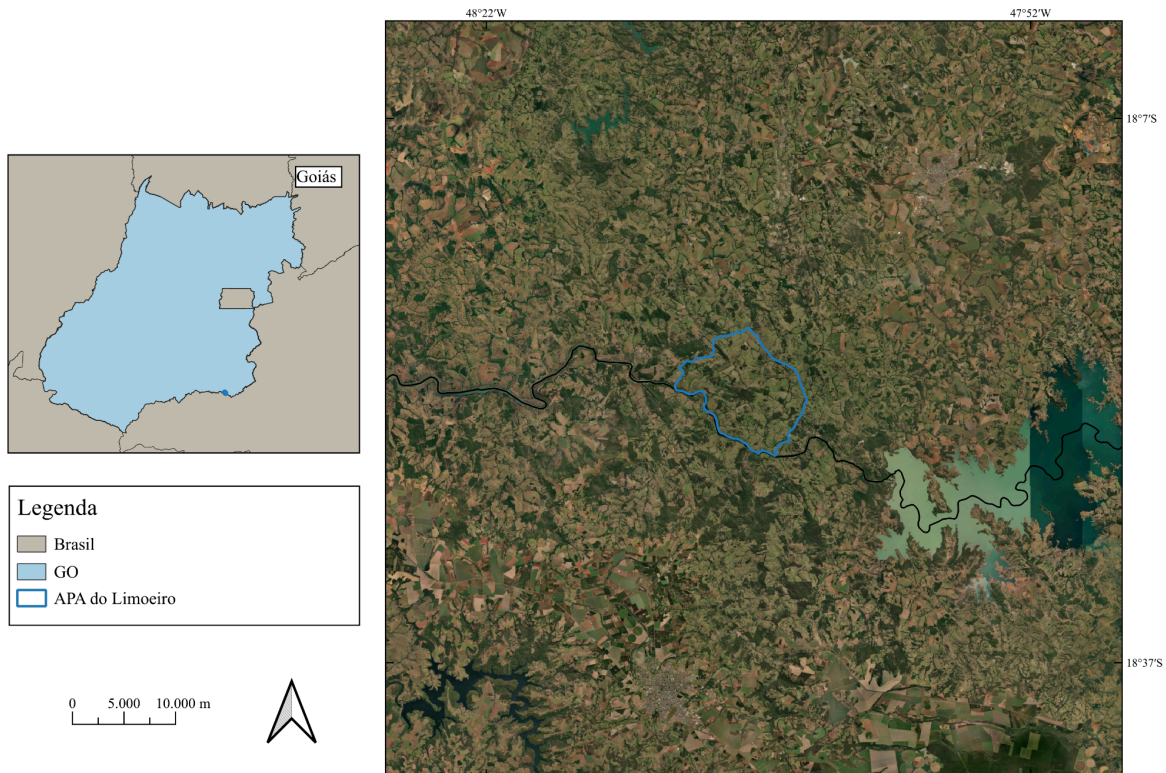 48°22′W
47°52′W
18°7′S
Goiás
Legenda
Brasil
GO
APA do Limoeiro
18°37′S
0 5.000 10.000 m